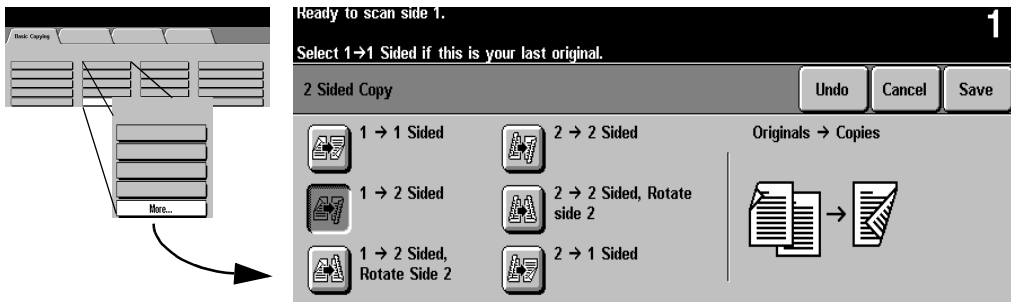 Basic Copying
More...
Ready to scan side 1.
1
Select 1→1 Sided if this is your last original.
2 Sided Copy
Undo
Cancel
Save
1 → 1 Sided
2 → 2 Sided
Originals → Copies
1 → 2 Sided
2 → 2 Sided, Rotate
side 2
1 → 2 Sided,
Rotate Side 2
2 → 1 Sided